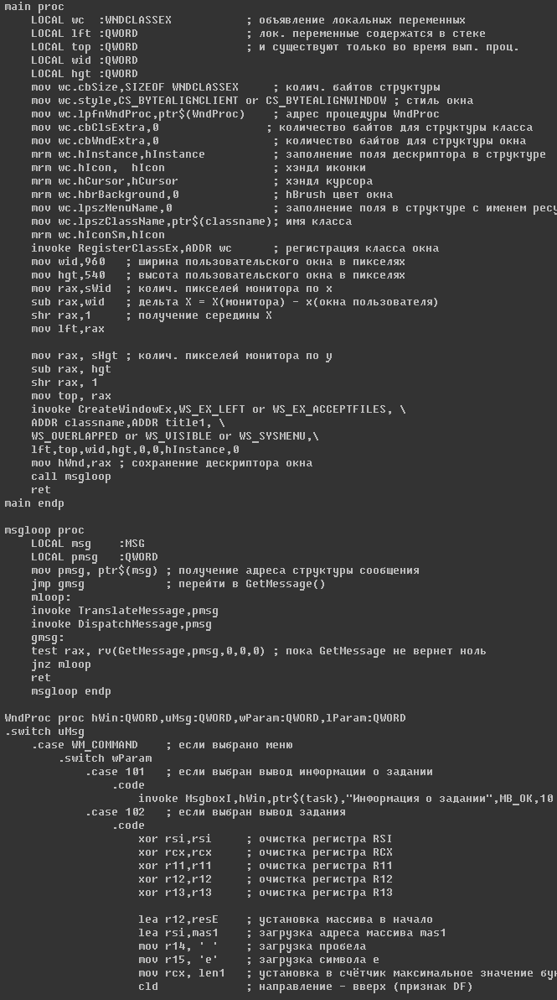 main proc
LOCAL wc :WNDCLASSEX ; объявление локальных переменных
LOCAL lft :QWORD ; лок. переменные содержатся в стеке
LOCAL top :QWORD ; и существуют только во время вып. проц.
LOCAL wid :QWORD
LOCAL hgt :QWORD
mov wc.cbSize,SIZEOF WNDCLASSEX ; колич. байтов структуры
mov wc.style,CS_BYTEALIGNCLIENT or CS_BYTEALIGNWINDOW ; стиль окна
mov wc.lpfnWndProc,ptr$(WndProc) ; адрес процедуры WndProc
mov wc.cbClsExtra,0 ; количество байтов для структуры класса
mov wc.cbWndExtra,0 ; количество байтов для структуры окна
mrm wc.hInstance,hInstance ; заполнение поля дескриптора в структуре
mrm wc.hIcon, hIcon ; хэндл иконки
mrm wc.hCursor,hCursor ; хэндл курсора
mrm wc.hbrBackground,0 ; hBrush цвет окна
mov wc.lpszMenuName,0 ; заполнение поля в структуре с именем ресу
mov wc.lpszClassName,ptr$(classname); имя класса
mrm wc.hIconSm,hIcon
invoke RegisterClassEx,ADDR wc ; регистрация класса окна
mov wid,960 ; ширина пользовательского окна в пикселях
mov hgt,540 ; высота пользовательского окна в пикселях
mov rax,sWid ; колич. пикселей монитора по x
sub rax,wid ; дельта X = X(монитора) - x(окна пользователя)
shr rax,1 ; получение середины X
mov lft,rax
mov rax, sHgt ; колич. пикселей монитора по y
sub rax, hgt
shr rax, 1
mov top, rax
invoke CreateWindowEx,WS_EX_LEFT or WS_EX_ACCEPTFILES, \
ADDR classname,ADDR title1, \
WS_OVERLAPPED or WS_VISIBLE or WS_SYSMENU,\
lft,top,wid,hgt,0,0,hInstance,0
mov hWnd,rax ; сохранение дескриптора окна
call msgloop
ret
main endp
msgloop proc
LOCAL msg :MSG
LOCAL pmsg :QWORD
mov pmsg, ptr$(msg) ; получение адреса структуры сообщения
jmp gmsg ; перейти в GetMessage()
mloop:
invoke TranslateMessage,pmsg
invoke DispatchMessage,pmsg
gmsg:
test rax, rv(GetMessage,pmsg,0,0,0) ; пока GetMessage не вернет ноль
jnz mloop
ret
msgloop endp
WndProc proc hWin:QWORD,uMsg:QWORD,wParam:QWORD,lParam:QWORD
.switch uMsg
.case WM_COMMAND ; если выбрано меню
.switch wParam
.case 101 ; если выбран вывод информации о задании
.code
invoke MsgboxI,hWin,ptr$(task),"Информация о задании",MB_OK,10
.case 102 ; если выбран вывод задания
.code
xor rsi,rsi ; очистка регистра RSI
xor rcx,rcx ; очистка регистра RCX
xor r11,r11 ; очистка регистра R11
xor r12,r12 ; очистка регистра R12
xor r13,r13 ; очистка регистра R13
lea r12,resE ; установка массива в начало
lea rsi,mas1 ; загрузка адреса массива mas1
mov r14, ' ' ; загрузка пробела
mov r15, 'e' ; загрузка символа e
mov rcx, len1 ; установка в счётчик максимальное значение бук
cld ; направление - вверх (признак DF)